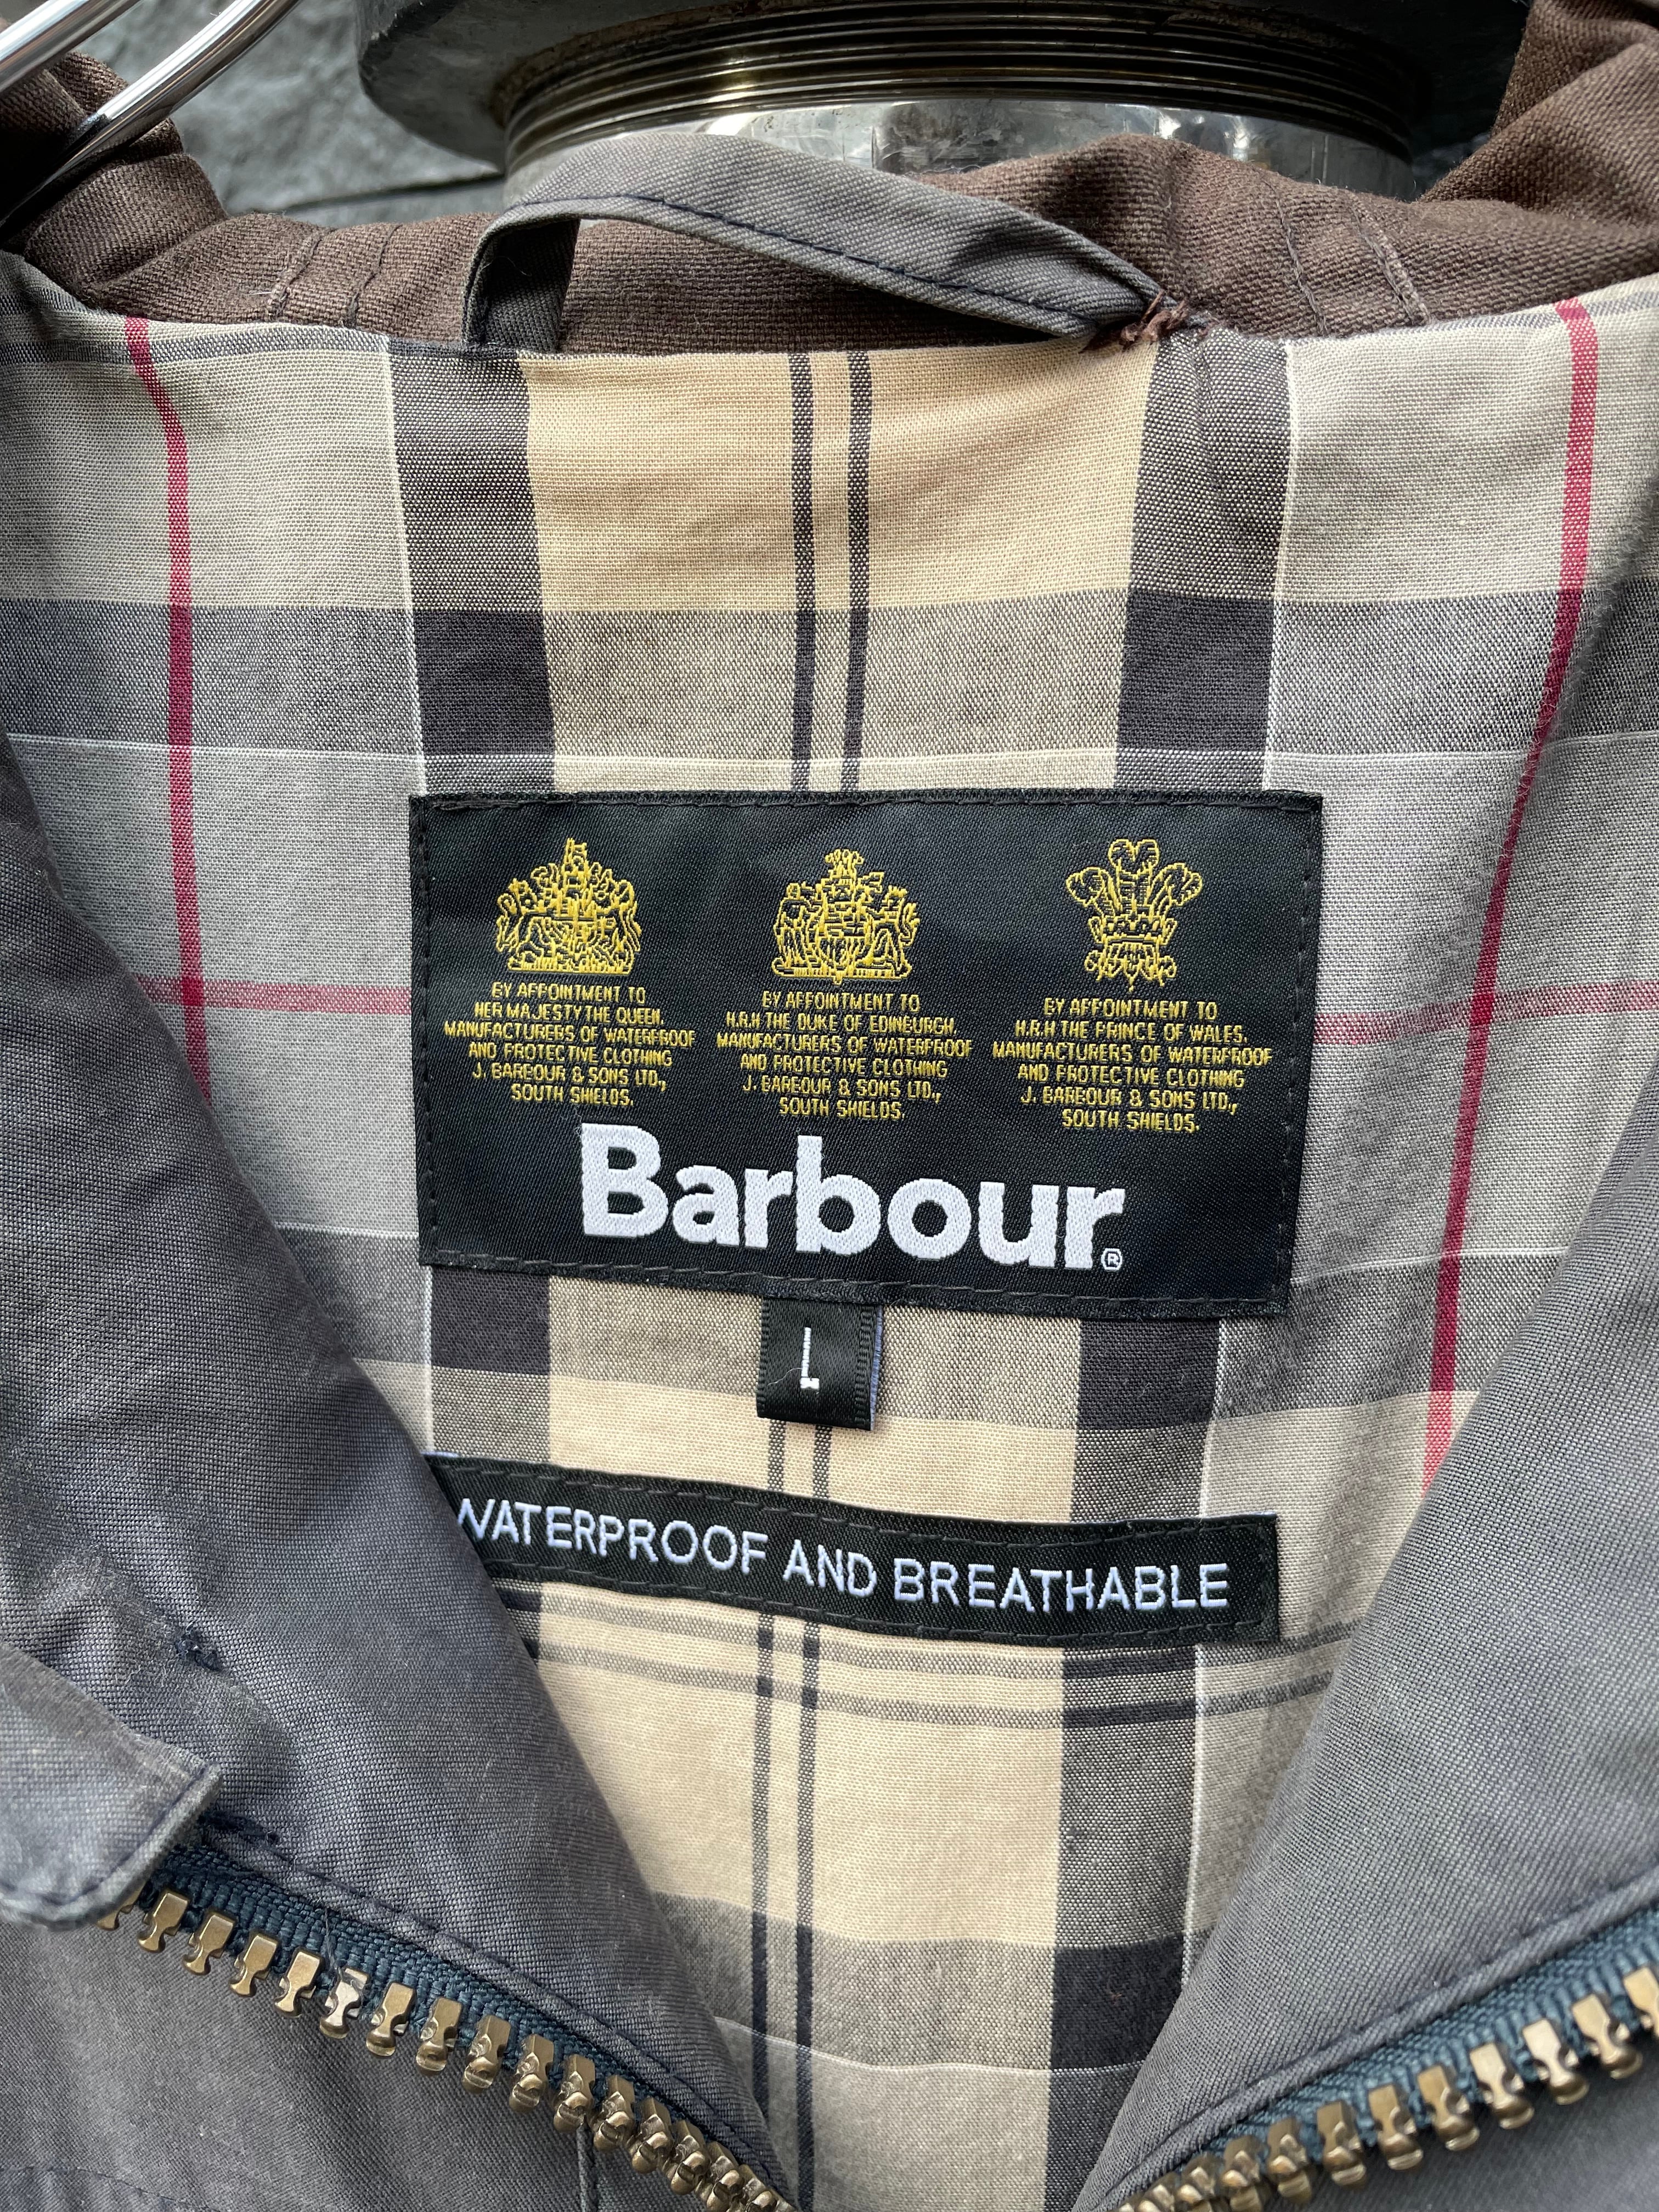 BY APPOINTMENT TO
HER MAJESTY THE QUEEN.
MANUFACTURERS OF WATERPROOF
AND PROTECTIVE CLOTHING
J. BARBOUR & SONS LTD.,
SOUTH SHIELDS.
BY APPOINTMENT TO
H.R.H THE DUKE OF EDINBURGH.
MANUFACTURERS OF WATERPROOF
AND PROTECTIVE CLOTHING
J. BARBOUR & SONS LTD.,
SOUTH SHIELDS.
BY APPOINTMENT TO
H.R.H THE PRINCE OF WALES.
MANUFACTURERS OF WATERPROOF
AND PROTECTIVE CLOTHING
J. BARBOUR & SONS LTD.,
SOUTH SHIELDS.
Barbour®
L
WATERPROOF AND BREATHABLE